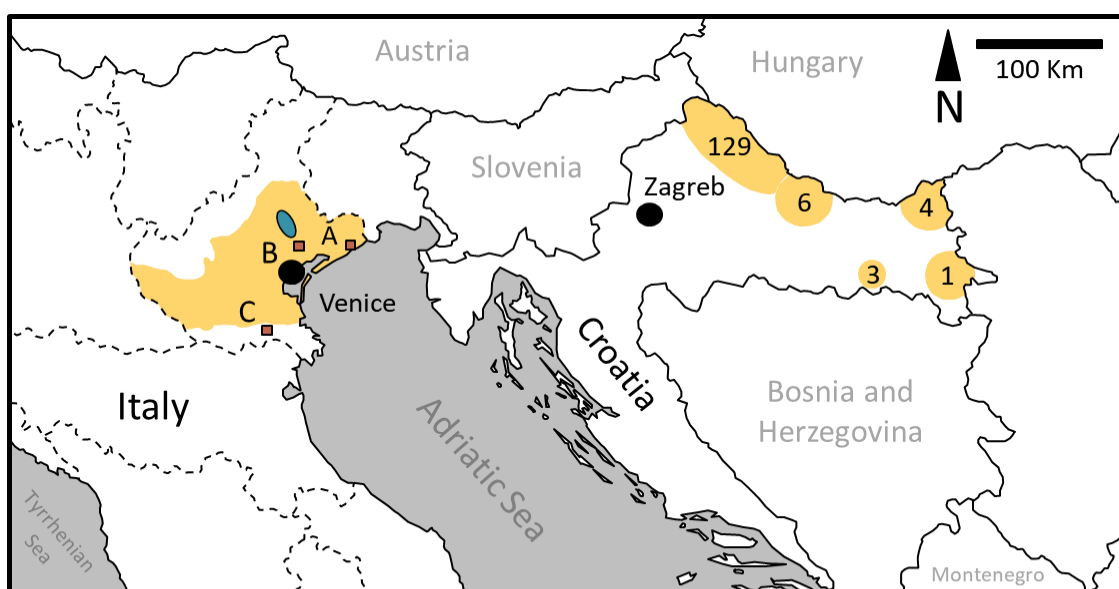 Austria
Hungary
100 Km
N
129
Slovenia
Zagreb
6
4
A
B
3
1
C
Venice
Croatia
Italy
Bosnia and
Herzegovina
Adriatic Sea
Tyrrhenian
Sea
Montenegro